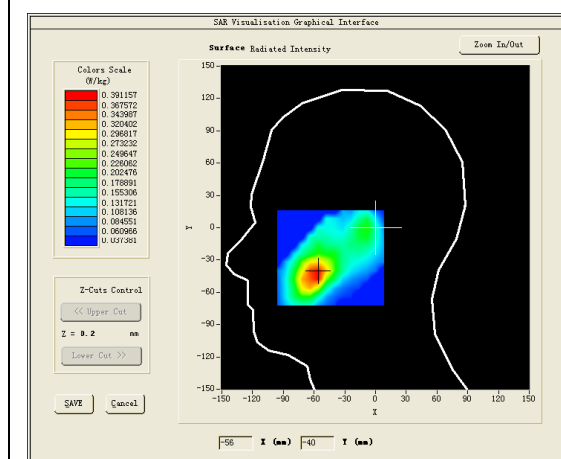 SAR Visualisation Graphical Interface
Surface Radiated Intensity
Zoom In/Out
Colors Scale
(W/kg)
0.391157
0.367572
0.343987
0.320402
0.296817
0.273232
0.249647
0.226062
0.202476
0.178891
0.155306
0.131721
0.108136
0.084551
0.060966
0.037381
Z-Cuts Control
<< Upper Cut
Z = 0.2 mm
Lower Cut >>
SAVE
Cancel
150
120
90
60
30
0
-30
-60
-90
-120
-150
Y
-150 -120 -90 -60 -30 0 30 60 90 120 150
X
-56 X (mm) -40 Y (mm)